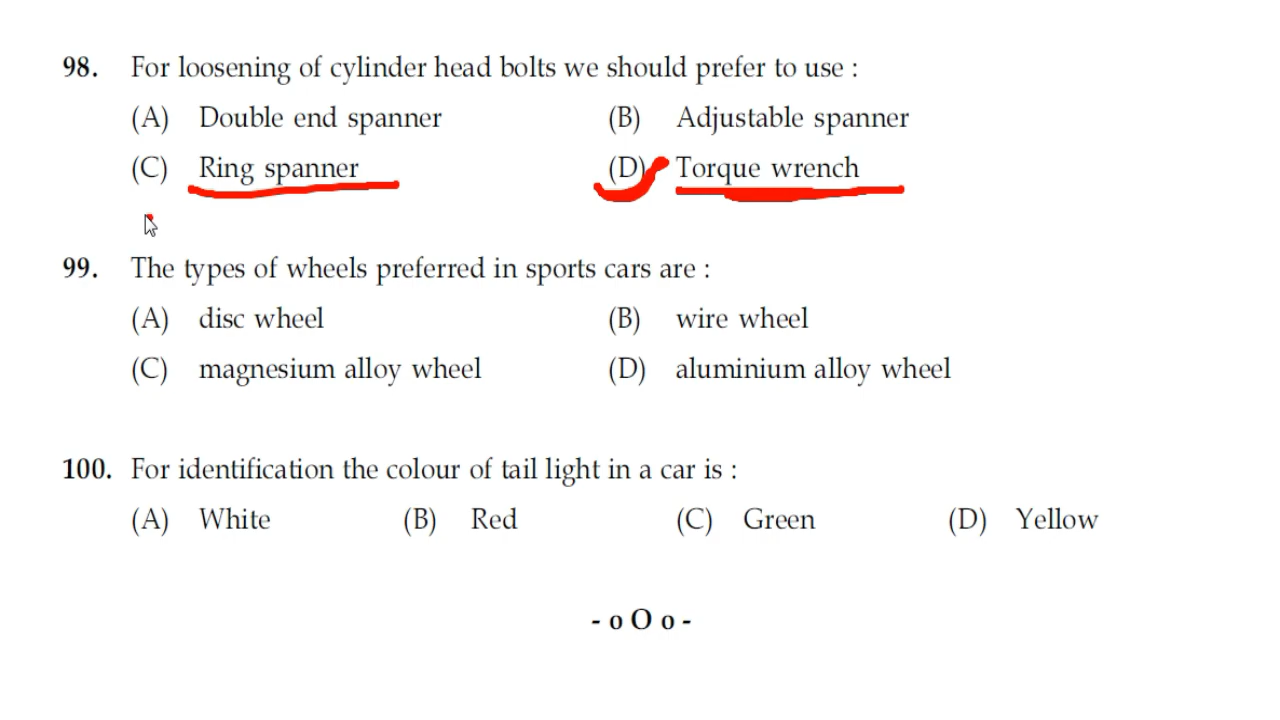 98. For loosening of cylinder head bolts we should prefer to use :
(A) Double end spanner (B) Adjustable spanner
(C) Ring spanner (D) Torque wrench
99. The types of wheels preferred in sports cars are :
(A) disc wheel (B) wire wheel
(C) magnesium alloy wheel (D) aluminium alloy wheel
100. For identification the colour of tail light in a car is :
(A) White (B) Red (C) Green (D) Yellow
- o O o -